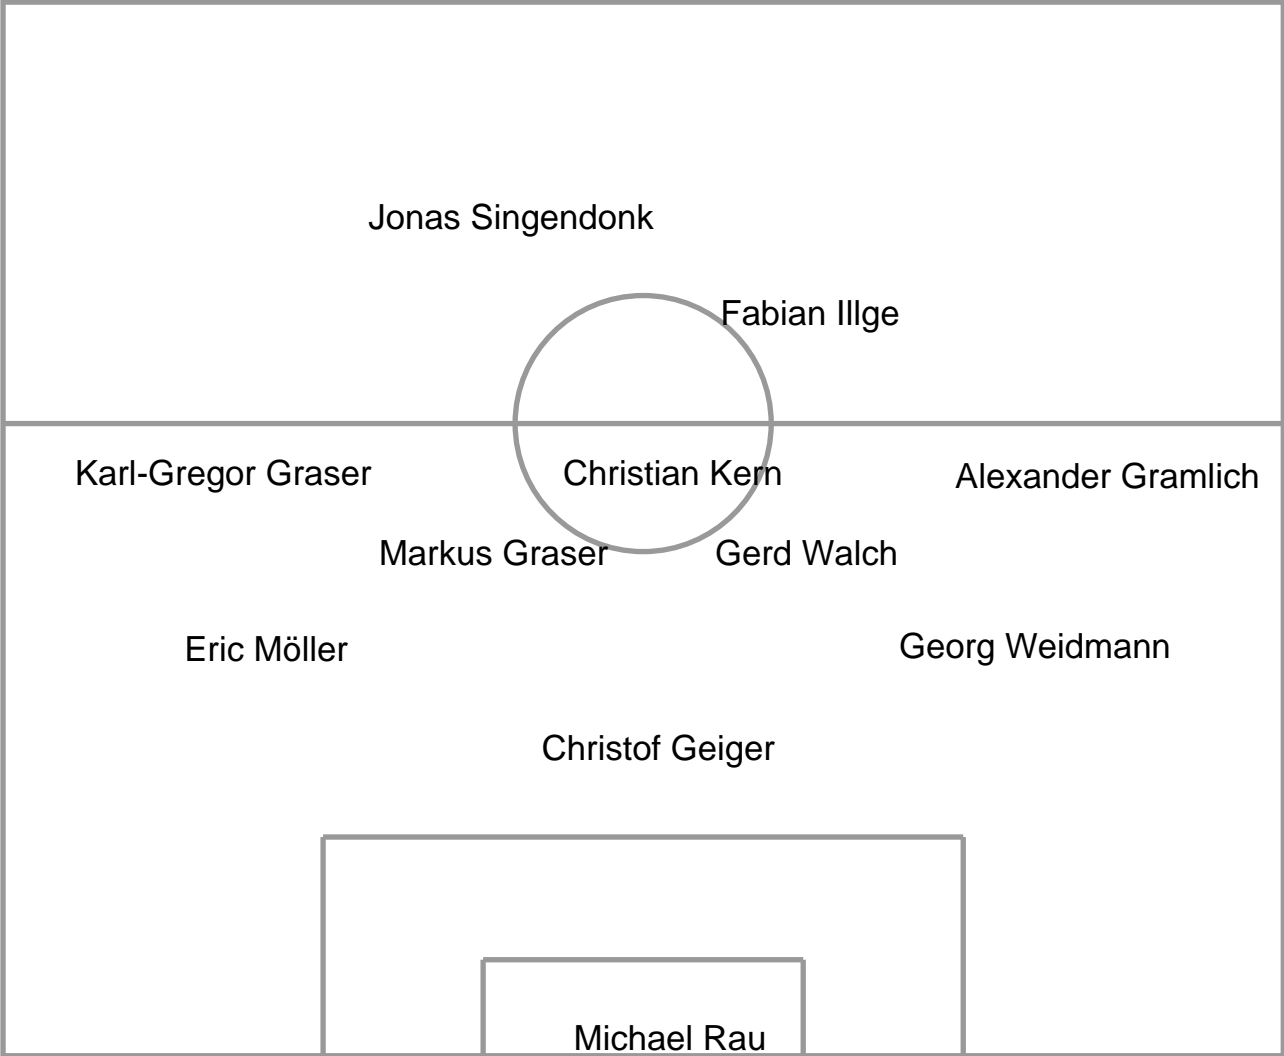 Jonas Singendonk
Fabian Illge
Karl-Gregor Graser
Christian Kern
Alexander Gramlich
Markus Graser
Gerd Walch
Eric Möller
Georg Weidmann
Christof Geiger
Michael Rau